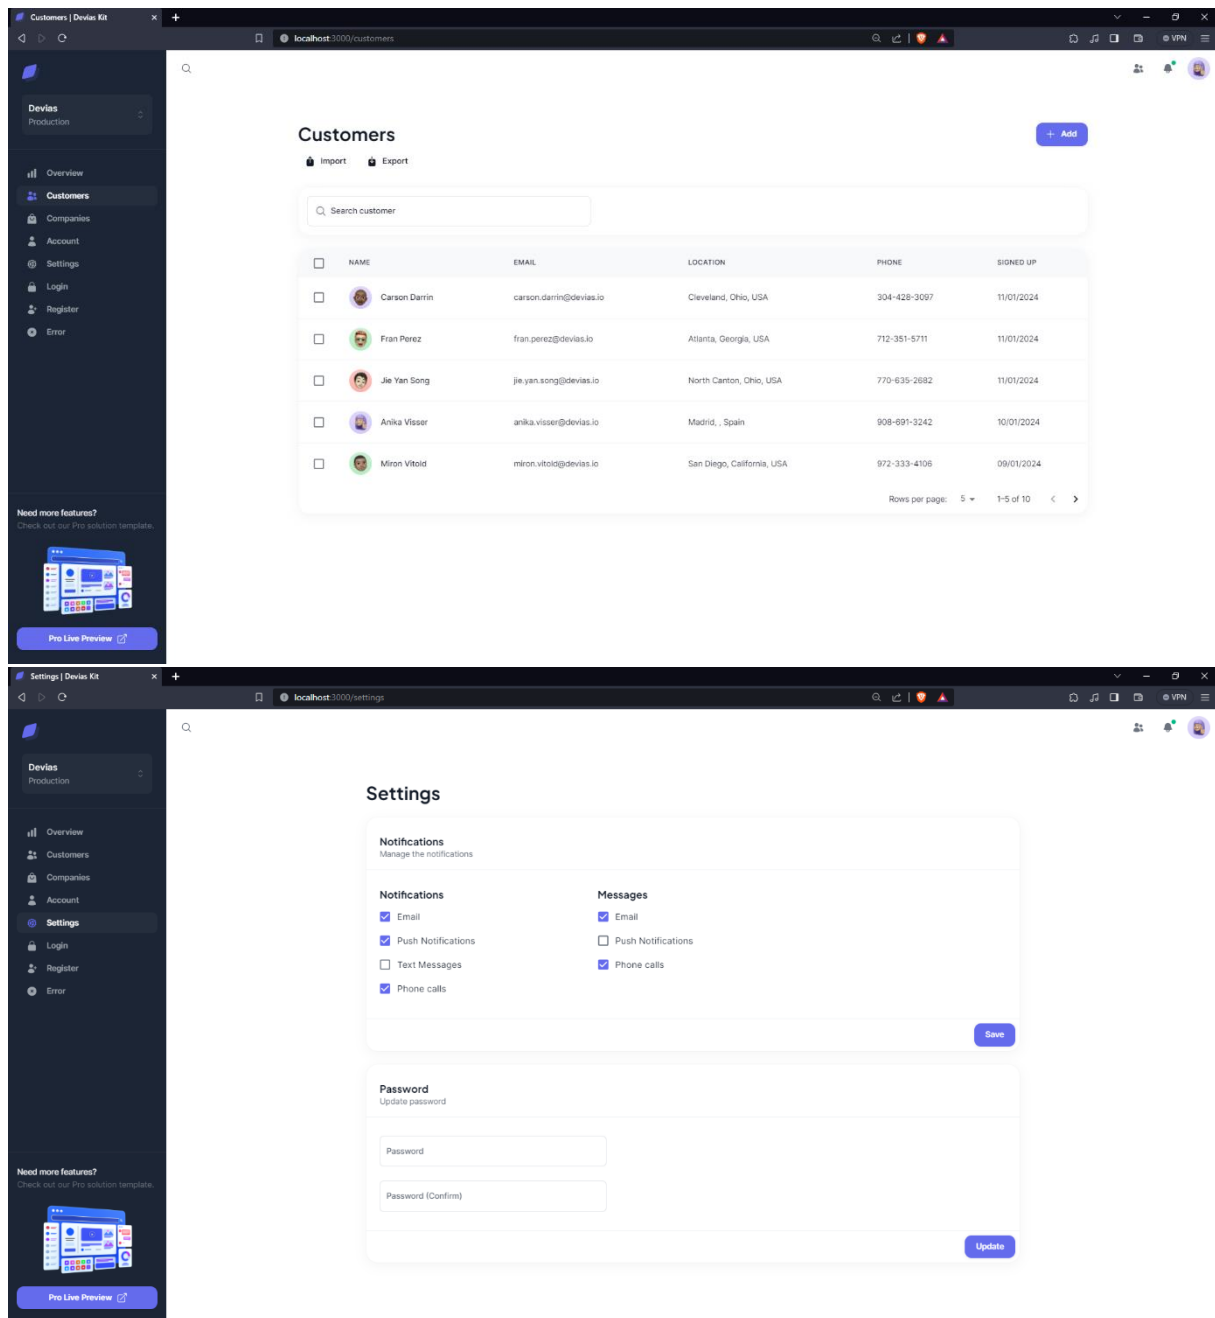 Customers | Devias Kit
localhost:3000/customers
VPN
Devias
Production
Overview
Customers
Companies
Account
Settings
Login
Register
Error
Need more features?
Check out our Pro solution template.
Pro Live Preview
Customers
+ Add
Import Export
Search customer
NAME EMAIL LOCATION PHONE SIGNED UP
Carson Darrin carson.darrin@devias.io Cleveland, Ohio, USA 304-428-3097 11/01/2024
Fran Perez fran.perez@devias.io Atlanta, Georgia, USA 712-351-5711 11/01/2024
Jie Yan Song jie.yan.song@devias.io North Canton, Ohio, USA 770-635-2682 11/01/2024
Anika Visser anika.visser@devias.io Madrid, , Spain 908-691-3242 10/01/2024
Miron Vitold miron.vitold@devias.io San Diego, California, USA 972-333-4106 09/01/2024
Rows per page: 5 1–5 of 10
Settings | Devias Kit
localhost:3000/settings
VPN
Devias
Production
Overview
Customers
Companies
Account
Settings
Login
Register
Error
Need more features?
Check out our Pro solution template.
Pro Live Preview
Settings
Notifications
Manage the notifications
Notifications Messages
Email Email
Push Notifications Push Notifications
Text Messages Phone calls
Phone calls
Save
Password
Update password
Password
Password (Confirm)
Update